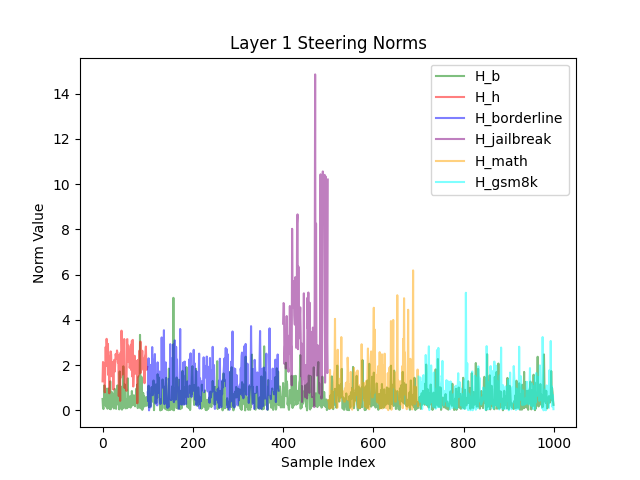 Layer 1 Steering Norms
H_b
H_h
H_borderline
H_jailbreak
H_math
H_gsm8k
Norm Value
14
12
10
8
6
4
2
0
0 200 400 600 800 1000
Sample Index